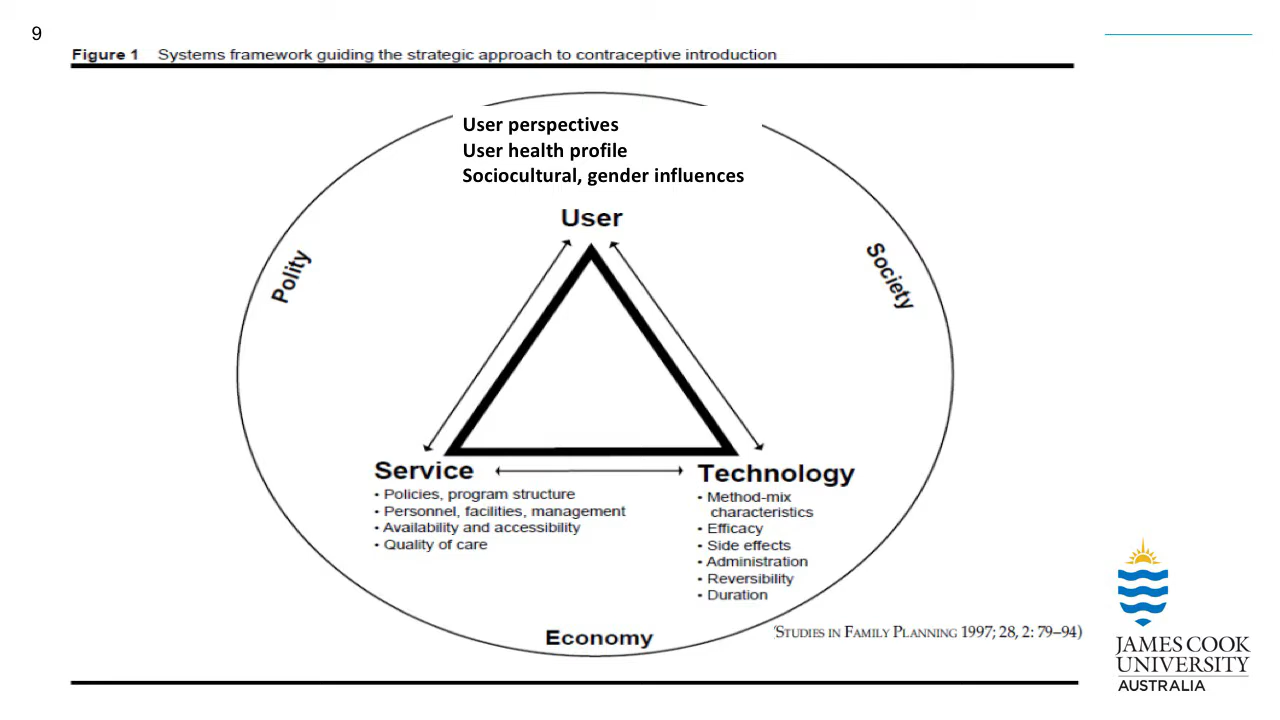 9
Figure 1 Systems framework guiding the strategic approach to contraceptive introduction
User perspectives
User health profile
Sociocultural, gender influences
User
Polity
Society
Service
• Policies, program structure
• Personnel, facilities, management
• Availability and accessibility
• Quality of care
Technology
• Method-mix
characteristics
• Efficacy
• Side effects
• Administration
• Reversibility
• Duration
Economy
STUDIES IN FAMILY PLANNING 1997; 28, 2: 79–94)
JAMES COOK
UNIVERSITY
AUSTRALIA